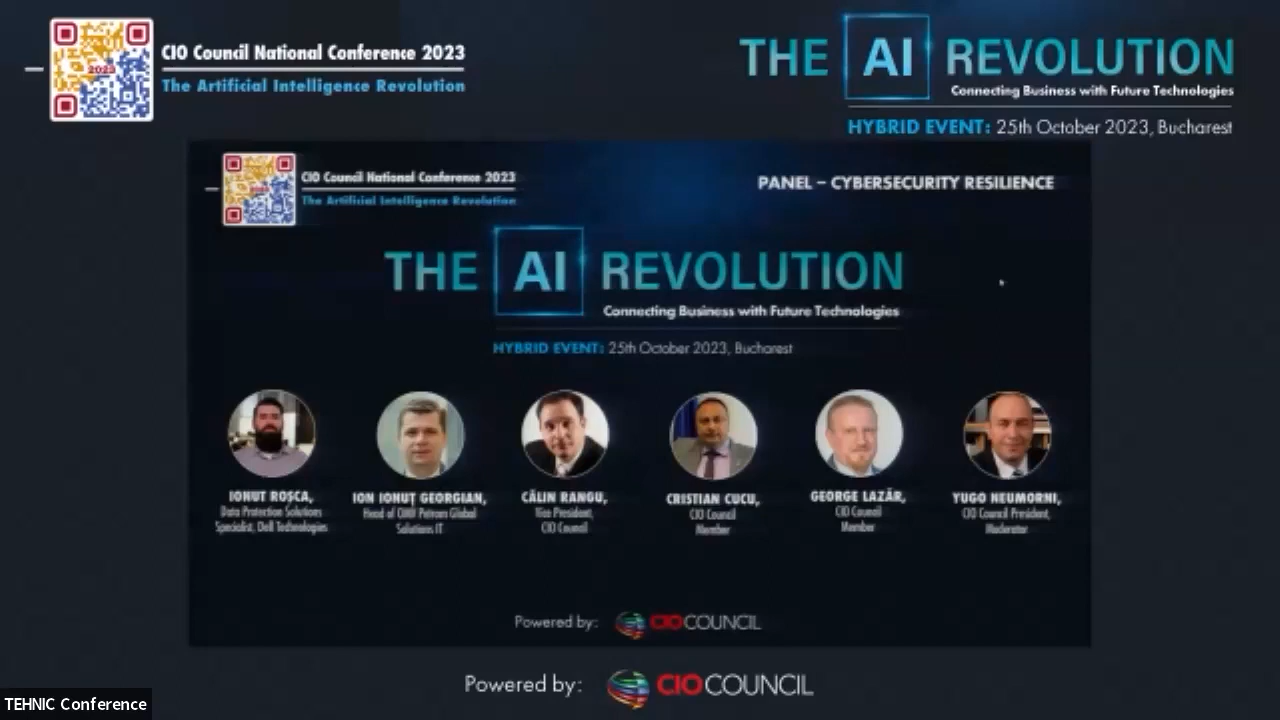 2023
CIO Council National Conference 2023
The Artificial Intelligence Revolution
THE AI REVOLUTION
Connecting Business with Future Technologies
HYBRID EVENT: 25th October 2023, Bucharest
2023
CIO Council National Conference 2023
The Artificial Intelligence Revolution
PANEL – CYBERSECURITY RESILIENCE
THE AI REVOLUTION
Connecting Business with Future Technologies
HYBRID EVENT: 25th October 2023, Bucharest
IONUT ROȘCA,
Data Protection Solutions
Specialist, Dell Technologies
ION IONUȚ GEORGIAN,
Head of OMV Petrom Global
Solutions IT
CĂLIN RANGU,
Vice President,
CIO Council
CRISTIAN CUCU,
CIO Council
Member
GEORGE LAZĂR,
CIO Council
Member
YUGO NEUMORNI,
CIO Council President,
Moderator
Powered by: CIOCOUNCIL
Powered by: CIOCOUNCIL
TEHNIC Conference